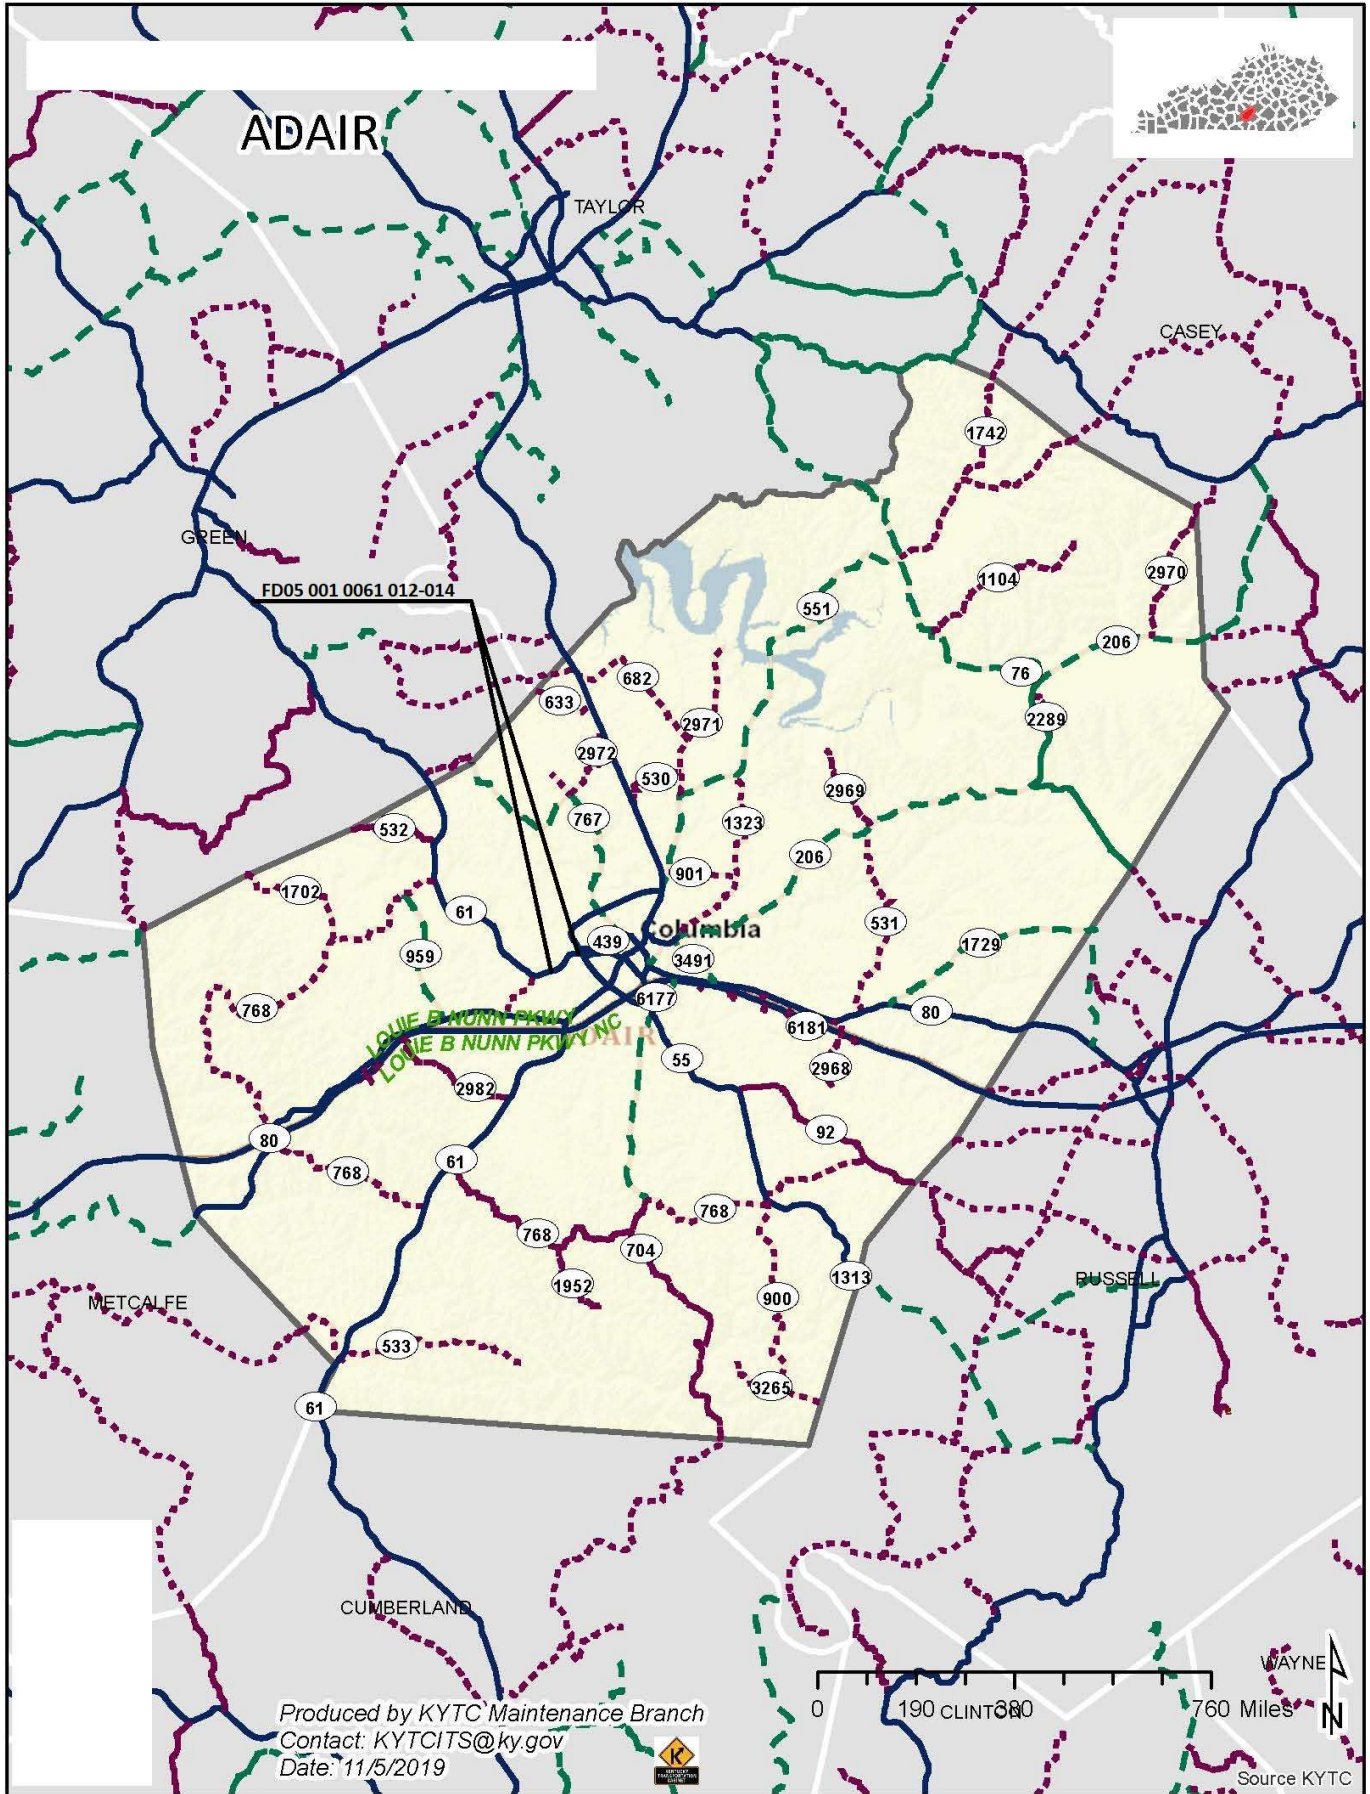 ADAIR
TAYLOR
CASEY
1742
GREEN
FD05 001 0061 012-014
1104
2970
551
206
76
682
633
2971
2289
2972
530
2969
767
1323
532
206
901
1702
61
531
Columbia
439
1729
959
3491
6177
768
80
LOUIE B NUNN PKWY
6181
LOUIE B NUNN PKWY NC
ADAIR
55
2968
2982
92
80
61
768
768
768
704
1952
1313
RUSSELL
900
METCALFE
533
3265
61
CUMBERLAND
WAYNE
0 190 CLINTON 380 760 Miles
N
Produced by KYTC Maintenance Branch
Contact: KYTCITS@ky.gov
Date: 11/5/2019
K
KENTUCKY
TRANSPORTATION
CABINET
Source KYTC